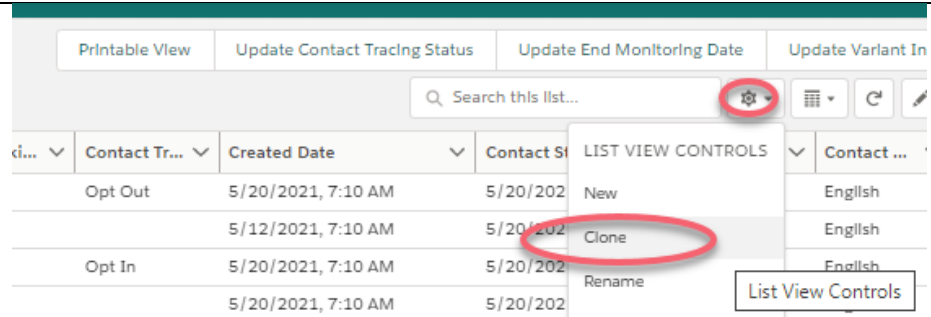 Printable View Update Contact Tracing Status Update End Monitoring Date Update Variant In
Search this list...
ki... Contact Tr... Created Date Contact St LIST VIEW CONTROLS Contact ...
Opt Out 5/20/2021, 7:10 AM 5/20/202 New English
5/12/2021, 7:10 AM 5/20/202 Clone English
Opt In 5/20/2021, 7:10 AM 5/20/202 English
Rename
List View Controls
5/20/2021, 7:10 AM 5/20/202